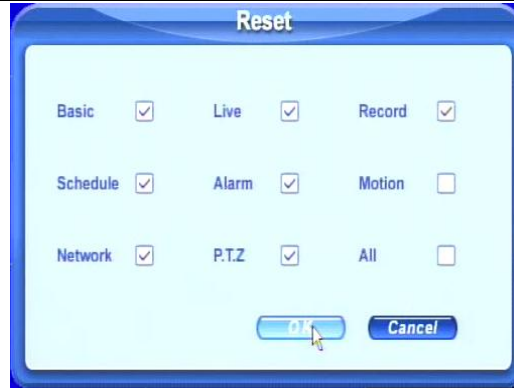 Reset
Basic Live Record
Schedule Alarm Motion
Network P.T.Z All
OK Cancel